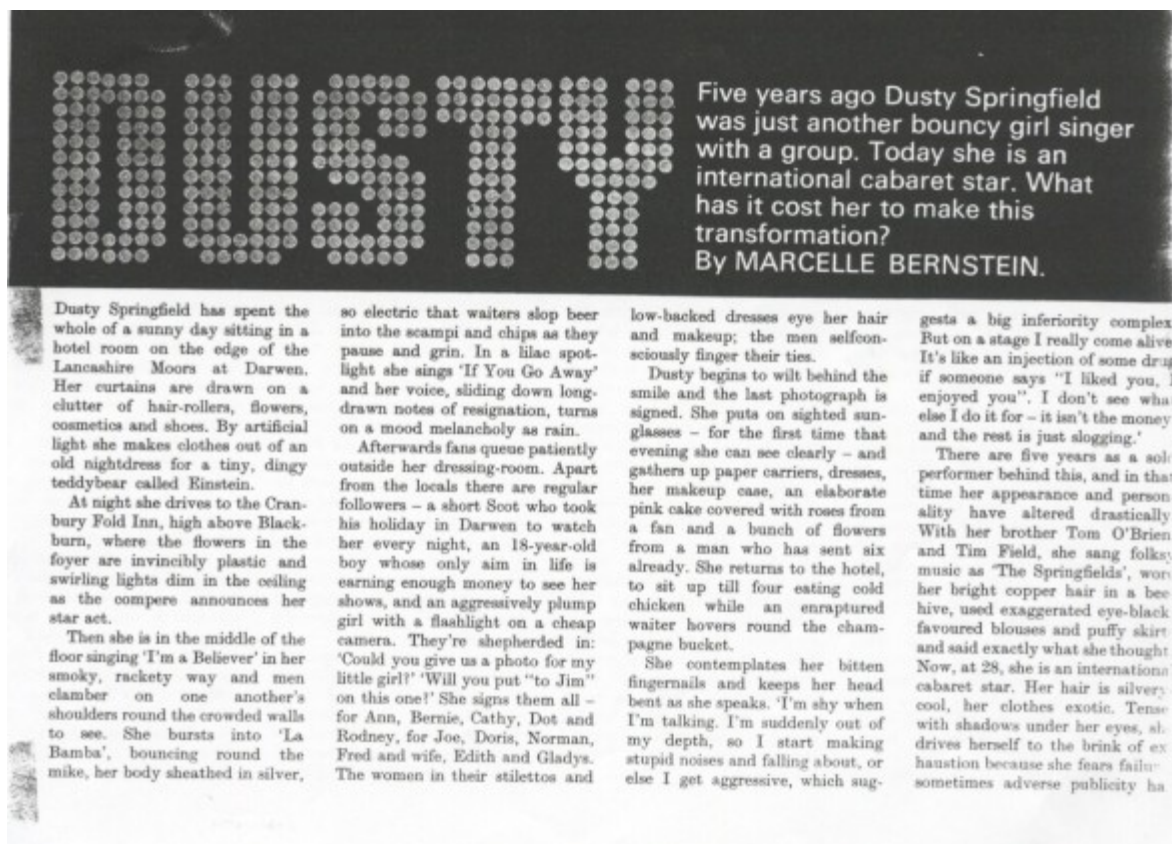 DUSTY
Five years ago Dusty Springfield
was just another bouncy girl singer
with a group. Today she is an
international cabaret star. What
has it cost her to make this
transformation?
By MARCELLE BERNSTEIN.
Dusty Springfield has spent the
whole of a sunny day sitting in a
hotel room on the edge of the
Lancashire Moors at Darwen.
Her curtains are drawn on a
clutter of hair-rollers, flowers,
cosmetics and shoes. By artificial
light she makes clothes out of an
old nightdress for a tiny, dingy
teddybear called Einstein.
At night she drives to the Cran-
bury Fold Inn, high above Black-
burn, where the flowers in the
foyer are invincibly plastic and
swirling lights dim in the ceiling
as the compere announces her
star act.
Then she is in the middle of the
floor singing 'I'm a Believer' in her
smoky, rackety way and men
clamber on one another's
shoulders round the crowded walls
to see. She bursts into 'La
Bamba', bouncing round the
mike, her body sheathed in silver,
so electric that waiters slop beer
into the scampi and chips as they
pause and grin. In a lilac spot-
light she sings 'If You Go Away'
and her voice, sliding down long-
drawn notes of resignation, turns
on a mood melancholy as rain.
Afterwards fans queue patiently
outside her dressing-room. Apart
from the locals there are regular
followers – a short Scot who took
his holiday in Darwen to watch
her every night, an 18-year-old
boy whose only aim in life is
earning enough money to see her
shows, and an aggressively plump
girl with a flashlight on a cheap
camera. They're shepherded in:
'Could you give us a photo for my
little girl?' 'Will you put "to Jim"
on this one?' She signs them all –
for Ann, Bernie, Cathy, Dot and
Rodney, for Joe, Doris, Norman,
Fred and wife, Edith and Gladys.
The women in their stilettos and
low-backed dresses eye her hair
and makeup; the men selfcon-
sciously finger their ties.
Dusty begins to wilt behind the
smile and the last photograph is
signed. She puts on sighted sun-
glasses – for the first time that
evening she can see clearly – and
gathers up paper carriers, dresses,
her makeup case, an elaborate
pink cake covered with roses from
a fan and a bunch of flowers
from a man who has sent six
already. She returns to the hotel,
to sit up till four eating cold
chicken while an enraptured
waiter hovers round the cham-
pagne bucket.
She contemplates her bitten
fingernails and keeps her head
bent as she speaks. 'I'm shy when
I'm talking. I'm suddenly out of
my depth, so I start making
stupid noises and falling about, or
else I get aggressive, which sug-
gests a big inferiority comple
But on a stage I really come alive
It's like an injection of some dru
if someone says "I liked you,
enjoyed you". I don't see wha
else I do it for – it isn't the money
and the rest is just slogging.'
There are five years as a sol
performer behind this, and in tha
time her appearance and person
ality have altered drastically
With her brother Tom O'Brien
and Tim Field, she sang folks
music as 'The Springfields', wor
her bright copper hair in a bee
hive, used exaggerated eye-black
favoured blouses and puffy skirt
and said exactly what she thought
Now, at 28, she is an internationa
cabaret star. Her hair is silvery
cool, her clothes exotic. Tense
with shadows under her eyes, sh
drives herself to the brink of ex
haustion because she fears failu
sometimes adverse publicity ha